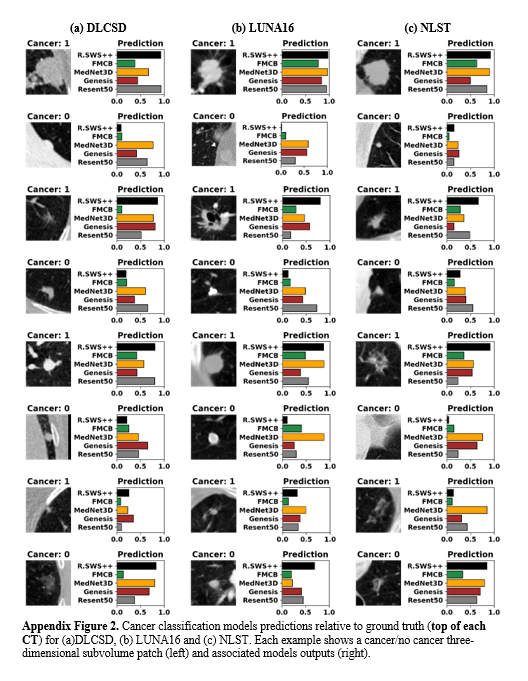 (a) DLCSD (b) LUNA16 (c) NLST
Cancer: 1 Prediction Cancer: 1 Prediction Cancer: 1 Prediction
R.SWS++ R.SWS++ R.SWS++
FMCB FMCB FMCB
MedNet3D MedNet3D MedNet3D
Genesis Genesis Genesis
Resent50 Resent50 Resent50
0.0 0.5 1.0 0.0 0.5 1.0 0.0 0.5 1.0
Cancer: 0 Prediction Cancer: 0 Prediction Cancer: 0 Prediction
R.SWS++ R.SWS++ R.SWS++
FMCB FMCB FMCB
MedNet3D MedNet3D MedNet3D
Genesis Genesis Genesis
Resent50 Resent50 Resent50
0.0 0.5 1.0 0.0 0.5 1.0 0.0 0.5 1.0
Cancer: 1 Prediction Cancer: 1 Prediction Cancer: 1 Prediction
R.SWS++ R.SWS++ R.SWS++
FMCB FMCB FMCB
MedNet3D MedNet3D MedNet3D
Genesis Genesis Genesis
Resent50 Resent50 Resent50
0.0 0.5 1.0 0.0 0.5 1.0 0.0 0.5 1.0
Cancer: 0 Prediction Cancer: 0 Prediction Cancer: 0 Prediction
R.SWS++ R.SWS++ R.SWS++
FMCB FMCB FMCB
MedNet3D MedNet3D MedNet3D
Genesis Genesis Genesis
Resent50 Resent50 Resent50
0.0 0.5 1.0 0.0 0.5 1.0 0.0 0.5 1.0
Cancer: 1 Prediction Cancer: 1 Prediction Cancer: 1 Prediction
R.SWS++ R.SWS++ R.SWS++
FMCB FMCB FMCB
MedNet3D MedNet3D MedNet3D
Genesis Genesis Genesis
Resent50 Resent50 Resent50
0.0 0.5 1.0 0.0 0.5 1.0 0.0 0.5 1.0
Cancer: 0 Prediction Cancer: 0 Prediction Cancer: 0 Prediction
R.SWS++ R.SWS++ R.SWS++
FMCB FMCB FMCB
MedNet3D MedNet3D MedNet3D
Genesis Genesis Genesis
Resent50 Resent50 Resent50
0.0 0.5 1.0 0.0 0.5 1.0 0.0 0.5 1.0
Cancer: 1 Prediction Cancer: 1 Prediction Cancer: 1 Prediction
R.SWS++ R.SWS++ R.SWS++
FMCB FMCB FMCB
MedNet3D MedNet3D MedNet3D
Genesis Genesis Genesis
Resent50 Resent50 Resent50
0.0 0.5 1.0 0.0 0.5 1.0 0.0 0.5 1.0
Cancer: 0 Prediction Cancer: 0 Prediction Cancer: 0 Prediction
R.SWS++ R.SWS++ R.SWS++
FMCB FMCB FMCB
MedNet3D MedNet3D MedNet3D
Genesis Genesis Genesis
Resent50 Resent50 Resent50
0.0 0.5 1.0 0.0 0.5 1.0 0.0 0.5 1.0
Appendix Figure 2. Cancer classification models predictions relative to ground truth (top of each
CT) for (a)DLCSD, (b) LUNA16 and (c) NLST. Each example shows a cancer/no cancer three-
dimensional subvolume patch (left) and associated models outputs (right).